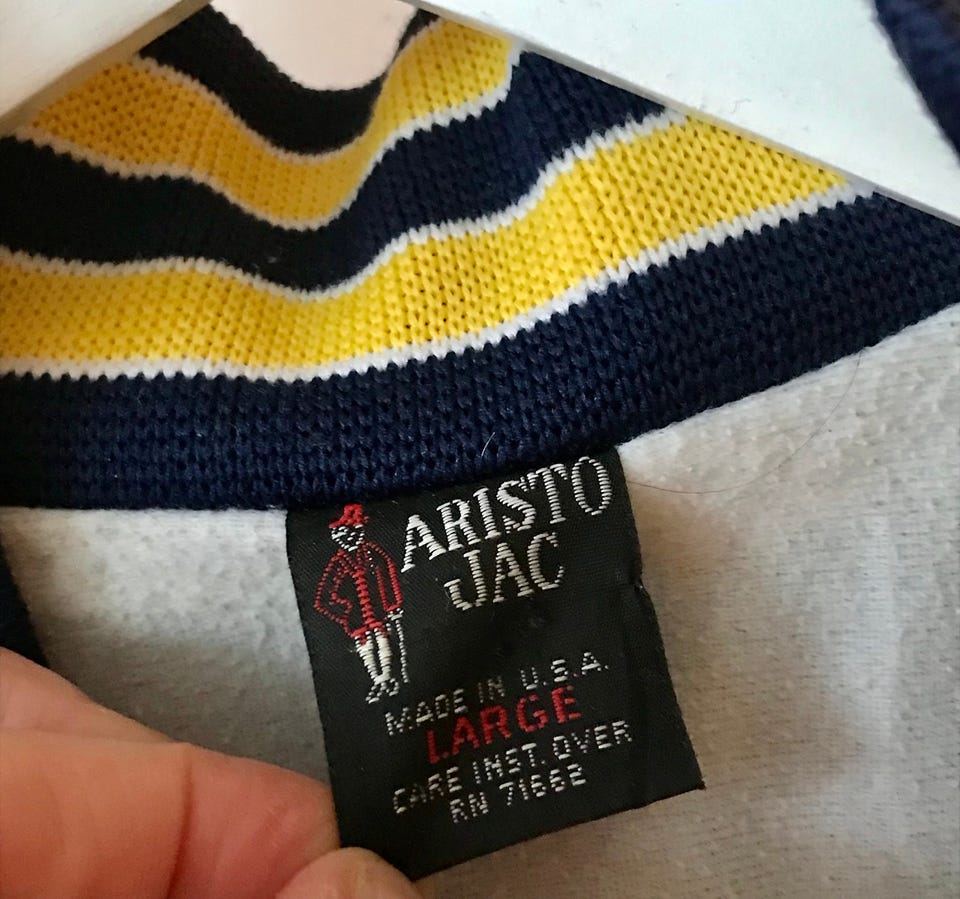 ARISTO
JAC
MADE IN U.S.A.
LARGE
CARE INST. OVER
RN 71662